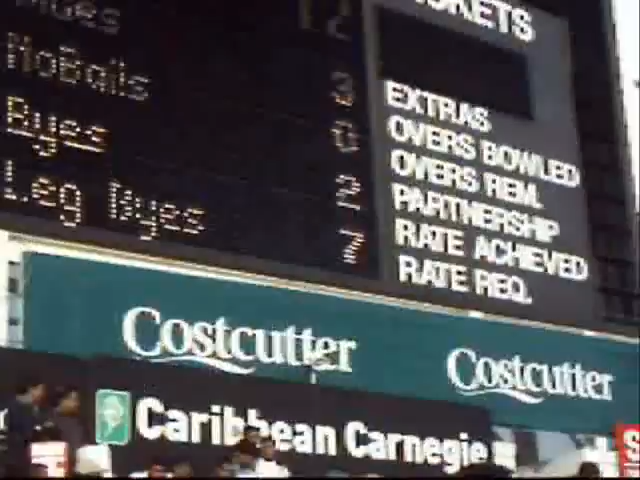 12
3
NoBalls 0
Byes 2
Leg Byes 7
EXTRAS
OVERS BOWLED
OVERS REM.
PARTNERSHIP
RATE ACHIEVED
RATE REQ.
Costcutter Costcutter
Caribbean Carnegie